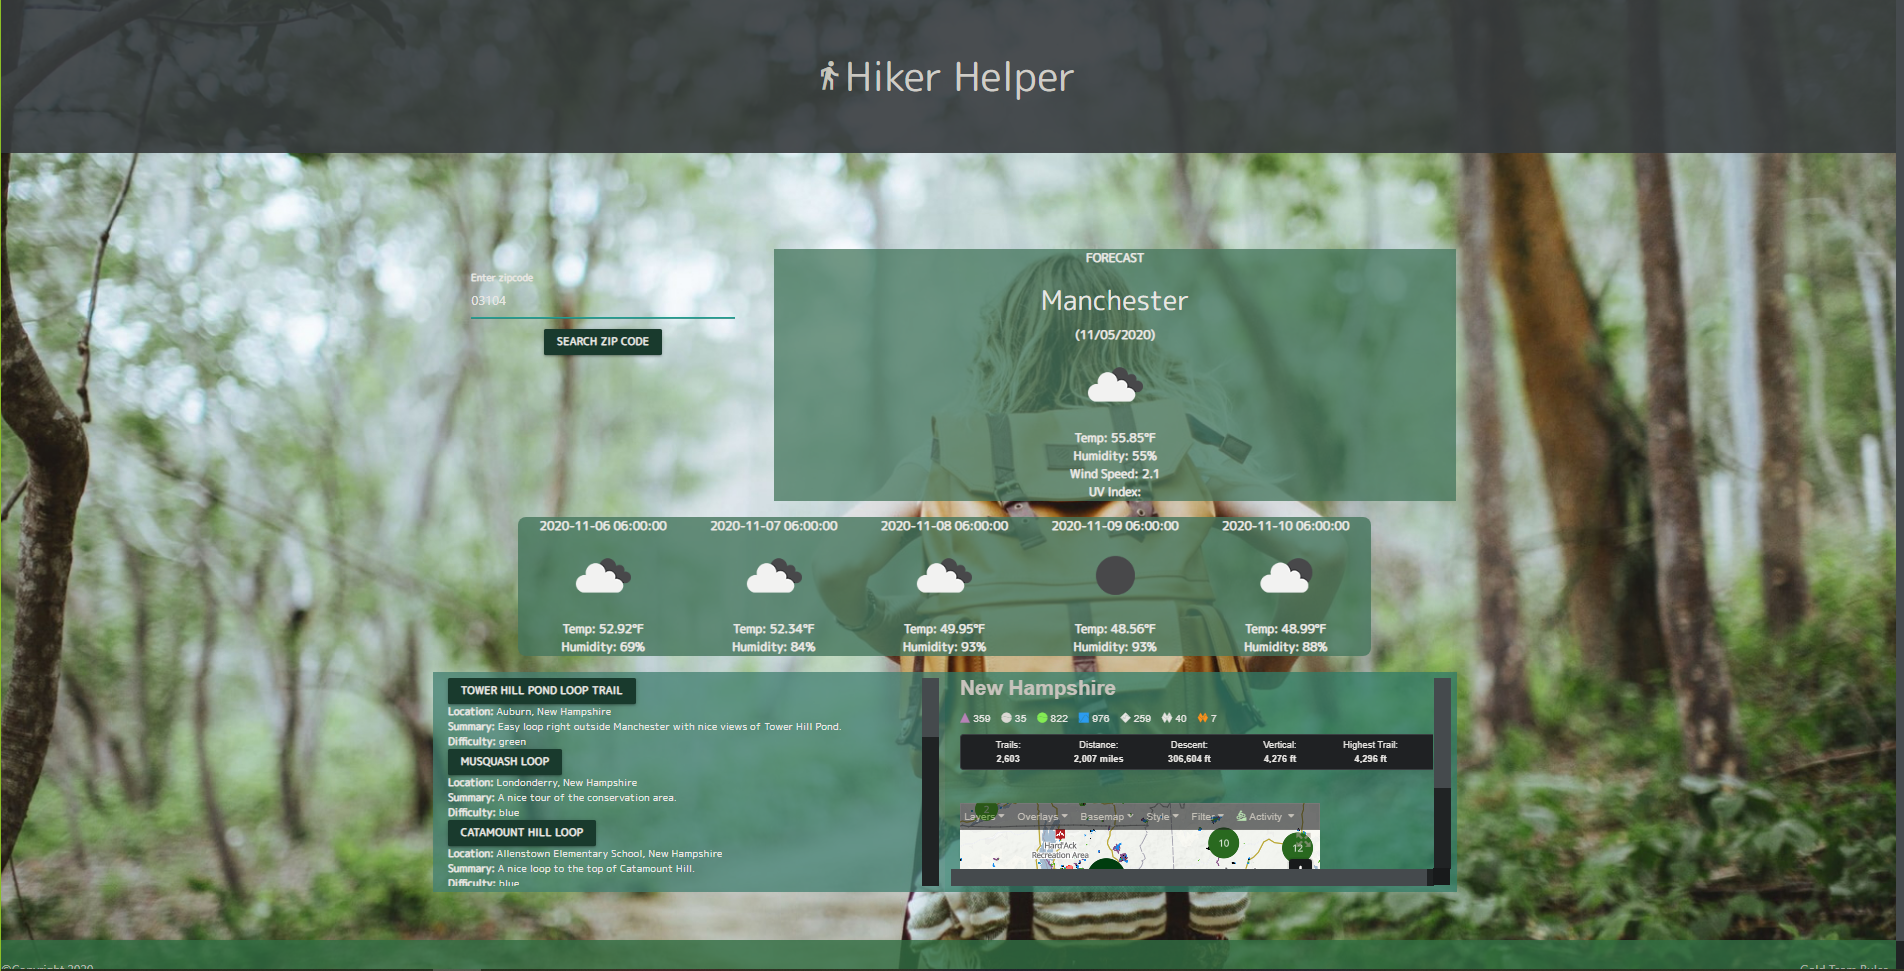 Hiker Helper
Enter zipcode
03104
SEARCH ZIP CODE
FORECAST
Manchester
(11/05/2020)
Temp: 55.85°F
Humidity: 55%
Wind Speed: 2.1
UV Index:
2020-11-06 06:00:00 2020-11-07 06:00:00 2020-11-08 06:00:00 2020-11-09 06:00:00 2020-11-10 06:00:00
Temp: 52.92°F Temp: 52.34°F Temp: 49.95°F Temp: 48.56°F Temp: 48.99°F
Humidity: 69% Humidity: 84% Humidity: 93% Humidity: 93% Humidity: 88%
TOWER HILL POND LOOP TRAIL
Location: Auburn, New Hampshire
Summary: Easy loop right outside Manchester with nice views of Tower Hill Pond.
Difficulty: green
MUSQUASH LOOP
Location: Londonderry, New Hampshire
Summary: A nice tour of the conservation area.
Difficulty: blue
CATAMOUNT HILL LOOP
Location: Allenstown Elementary School, New Hampshire
Summary: A nice loop to the top of Catamount Hill.
Difficulty: blue
New Hampshire
359 35 822 976 259 40 7
Trails: Distance: Descent: Vertical: Highest Trail:
2,603 2,007 miles 306,604 ft 4,276 ft 4,296 ft
2
Layers Overlays Basemap Style Filter Activity
Hard'Ack
Recreation Area
10
12
©Copyright 2020